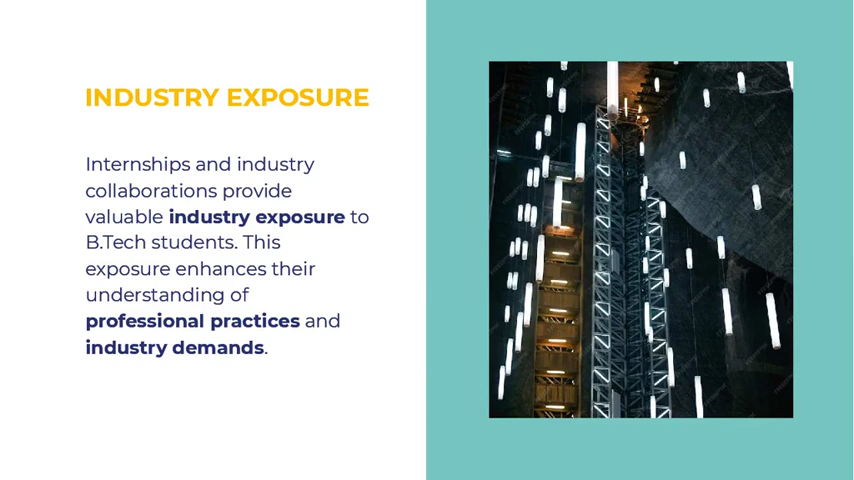 INDUSTRY EXPOSURE
Internships and industry
collaborations provide
valuable industry exposure to
B.Tech students. This
exposure enhances their
understanding of
professional practices and
industry demands.